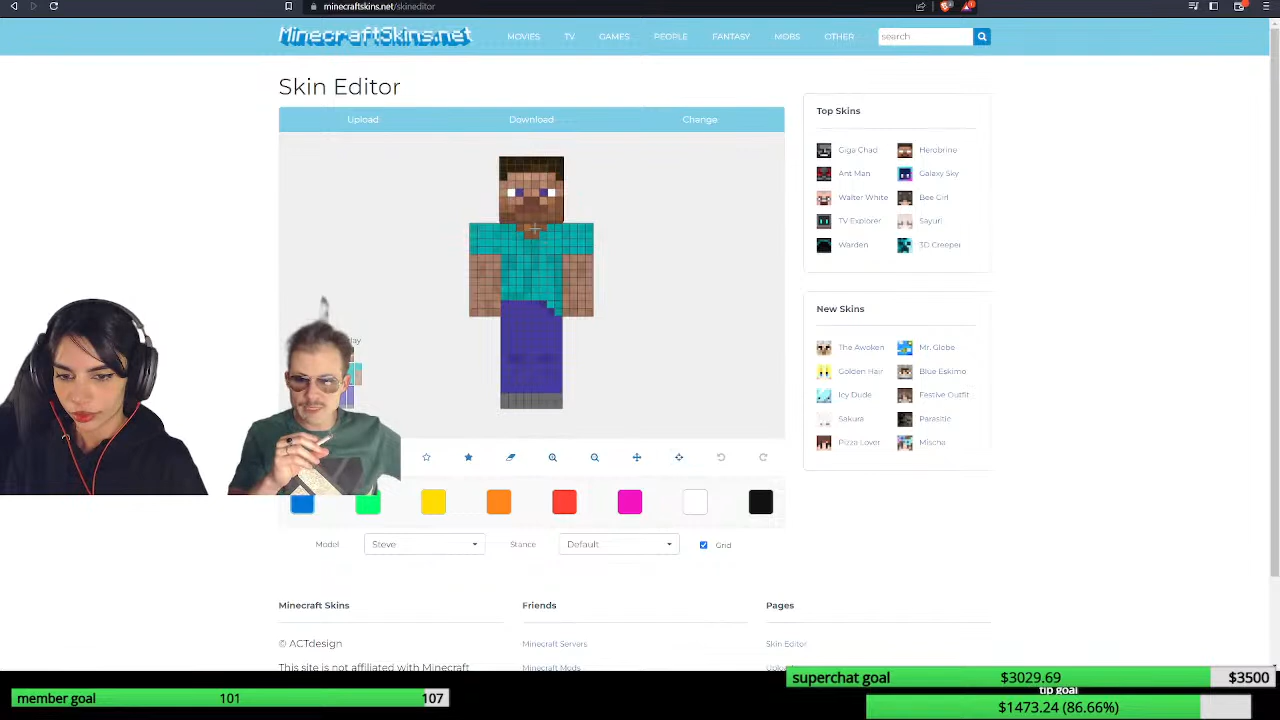 minecraftskins.net/skineditor
MinecraftSkins.net
MOVIES TV GAMES PEOPLE FANTASY MOBS OTHER search
Skin Editor
Upload Download Change
Top Skins
Giga Chad Herobrine
Ant Man Galaxy Sky
Walter White Bee Girl
TV Explorer Sayuri
Warden TD Creeper
New Skins
The Awoken Mr. Globe
Golden Hair Blue Eskimo
Icy Dude Festive Outfit
Sakura Parasitic
Pizza Lover Mischa
Model Steve Stance Default Grid
Minecraft Skins Friends Pages
© ACTdesign Minecraft Servers Skin Editor
This site is not affiliated with Minecraft Minecraft Mods
superchat goal $3029.69 $3500
tip goal
member goal 101 107
$1473.24 (86.66%)